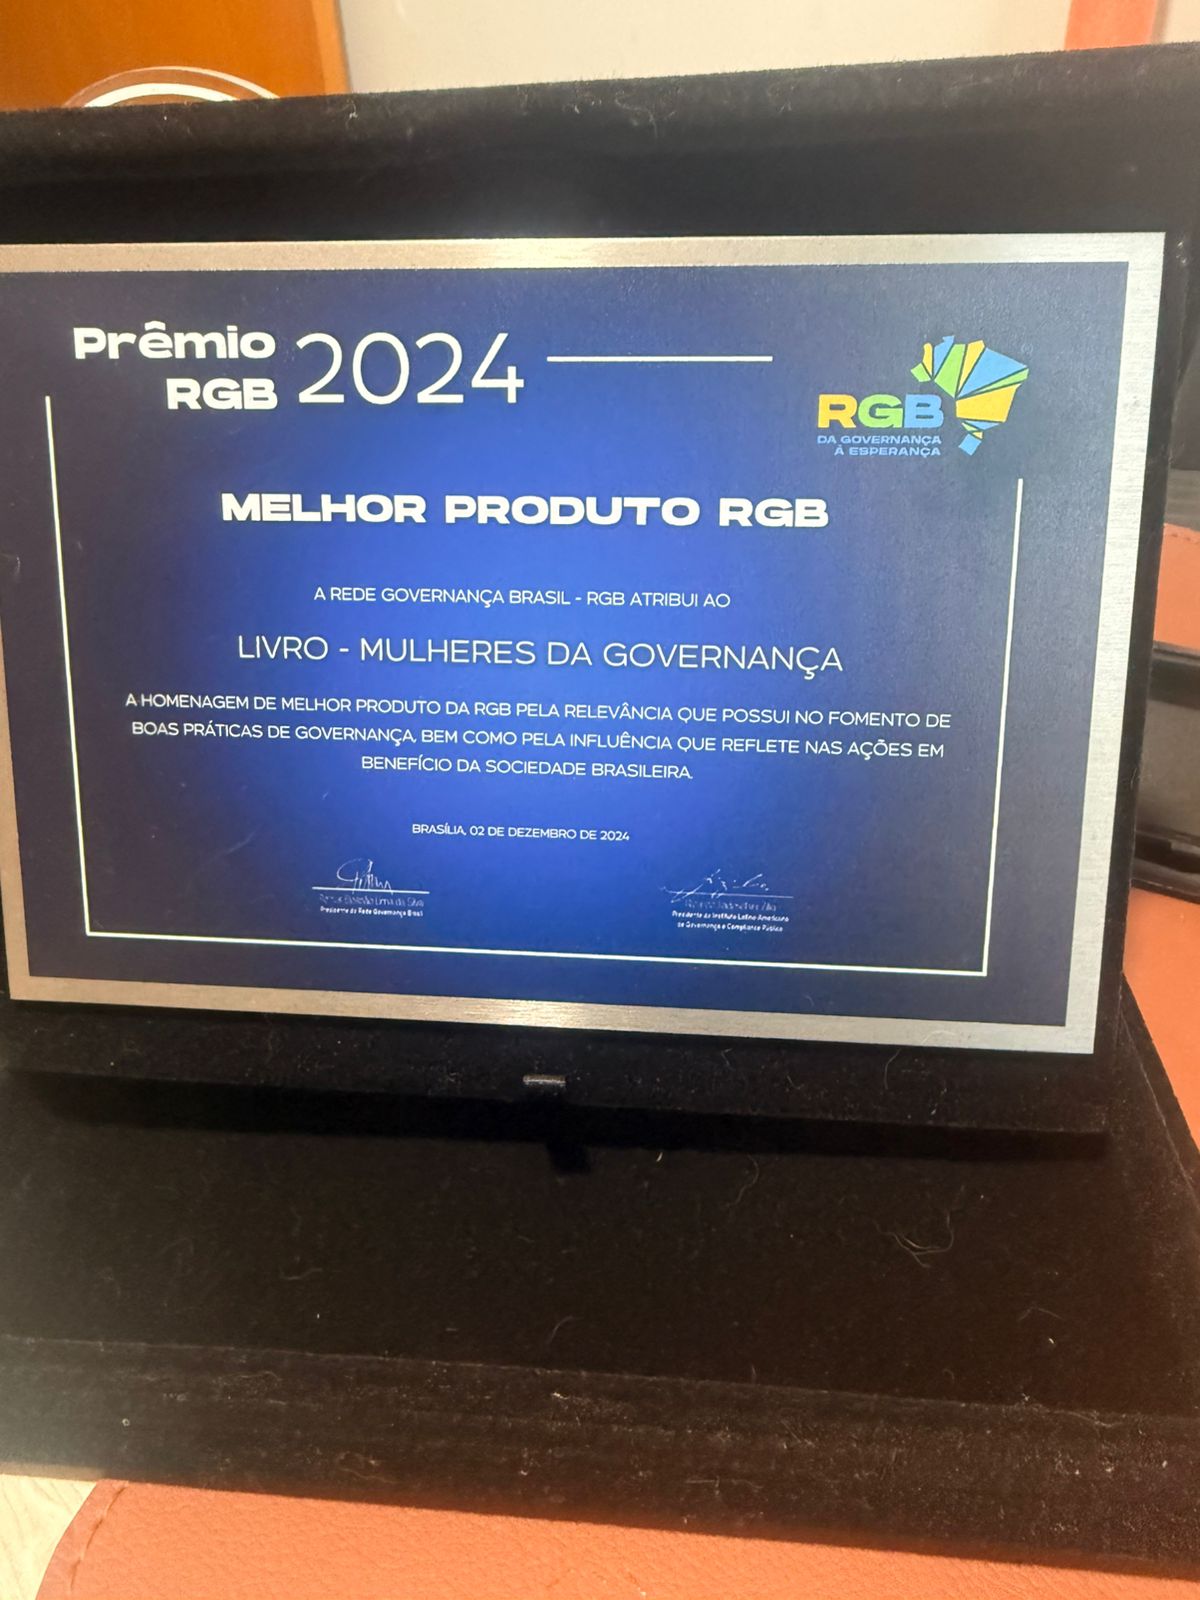 Prêmio
RGB 2024
RGB
DA GOVERNANÇA
À ESPERANÇA
MELHOR PRODUTO RGB
A REDE GOVERNANÇA BRASIL - RGB ATRIBUI AO
LIVRO - MULHERES DA GOVERNANÇA
A HOMENAGEM DE MELHOR PRODUTO DA RGB PELA RELEVÂNCIA QUE POSSUI NO FOMENTO DE
BOAS PRÁTICAS DE GOVERNANÇA, BEM COMO PELA INFLUÊNCIA QUE REFLETE NAS AÇÕES EM
BENEFÍCIO DA SOCIEDADE BRASILEIRA.
BRASÍLIA, 02 DE DEZEMBRO DE 2024
Lima da Silva
Presidente da Rede Governança Brasil
Presidente do Instituto Latino-Americano
de Governança e Compliance Público